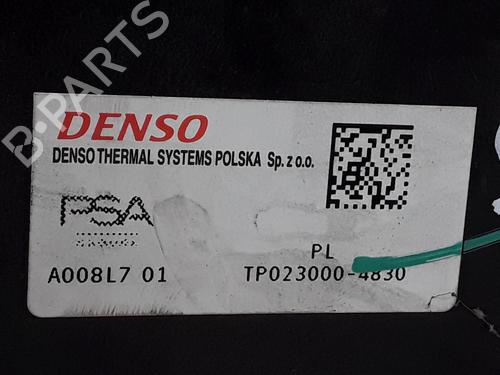 B-PARTS
DENSO
DENSO THERMAL SYSTEMS POLSKA Sp. z o.o.
PSA
PL
A008L7 01 TP023000-4830